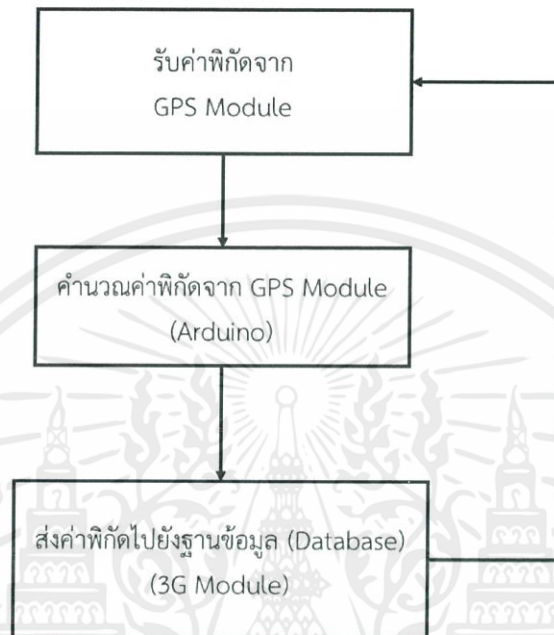 รับค่าพิกัดจาก
GPS Module
คำนวณค่าพิกัดจาก GPS Module
(Arduino)
ส่งค่าพิกัดไปยังฐานข้อมูล (Database)
(3G Module)